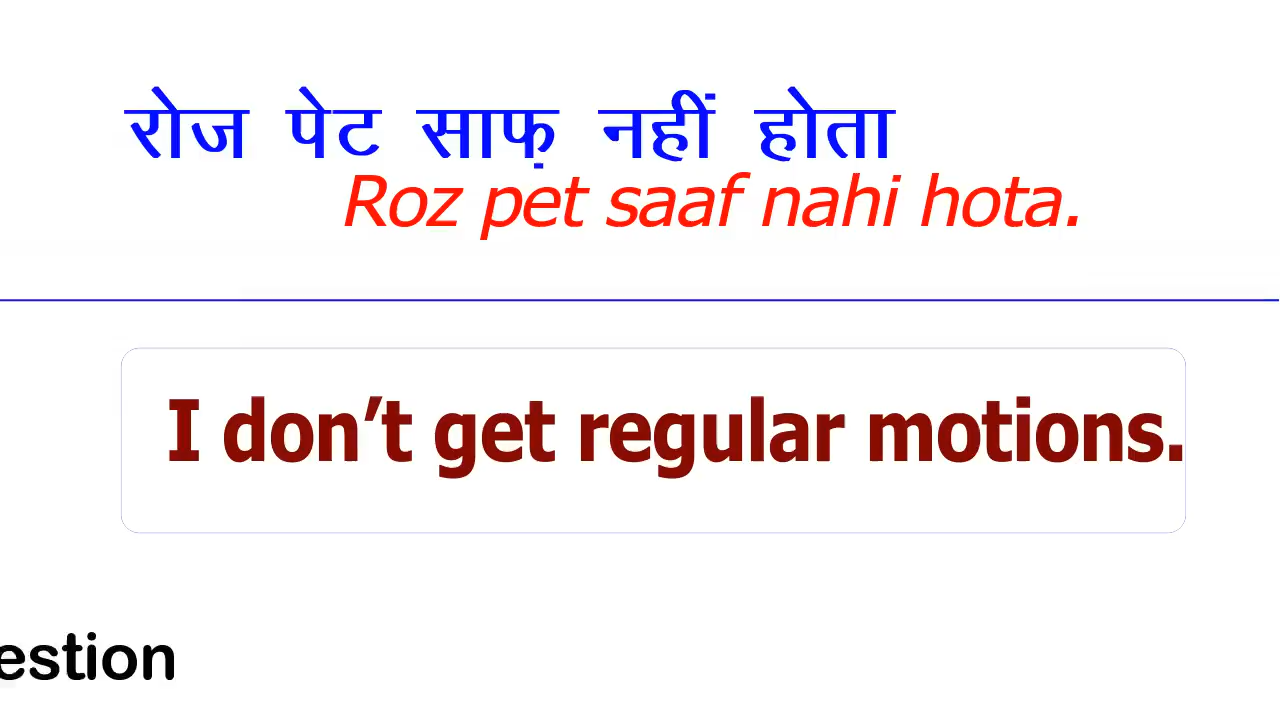 रोज पेट साफ़ नहीं होता
Roz pet saaf nahi hota.
I don’t get regular motions.
estion